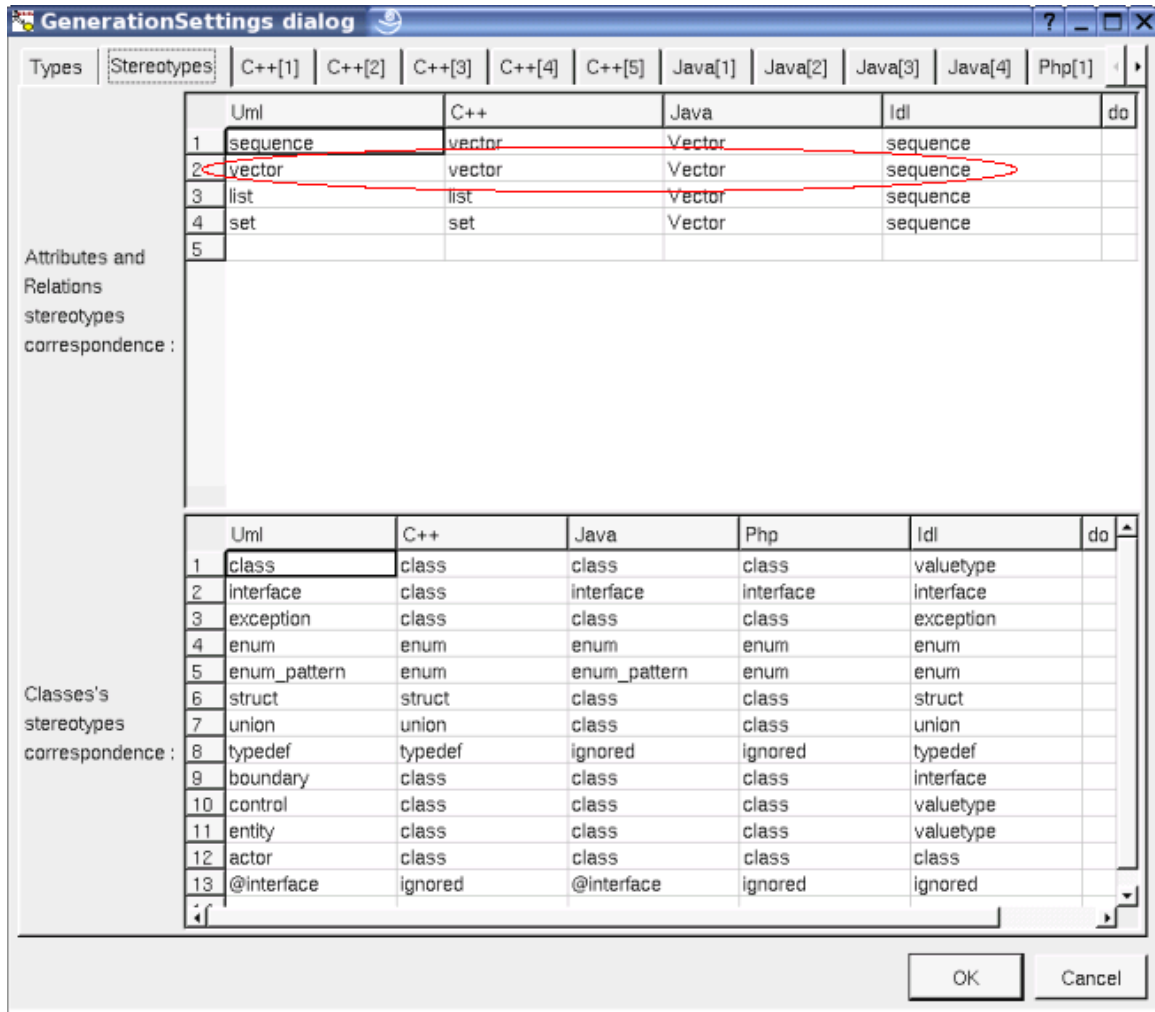 GenerationSettings dialog ? _
Types Stereotypes C++[1] C++[2] C++[3] C++[4] C++[5] Java[1] Java[2] Java[3] Java[4] Php[1]
Attributes and
Relations
stereotypes
correspondence :
Uml C++ Java Idl do
1 sequence vector Vector sequence
2 vector vector Vector sequence
3 list list Vector sequence
4 set set Vector sequence
5
Classes's
stereotypes
correspondence :
Uml C++ Java Php Idl do
1 class class class class valuetype
2 interface class interface interface interface
3 exception class class class exception
4 enum enum enum enum enum
5 enum_pattern enum enum_pattern enum enum
6 struct struct class class struct
7 union union class class union
8 typedef typedef ignored ignored typedef
9 boundary class class class interface
10 control class class class valuetype
11 entity class class class valuetype
12 actor class class class class
13 @interface ignored @interface ignored ignored
OK Cancel